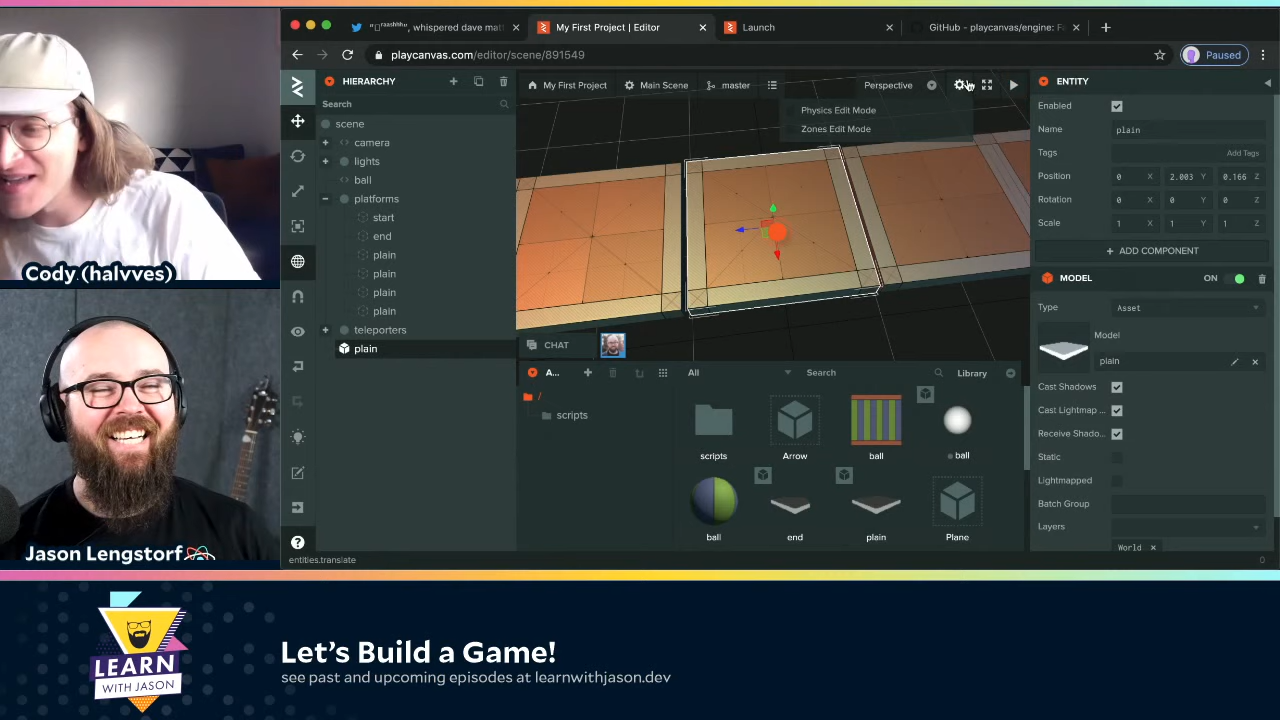 Cody (halvves)
Jason Lengstorf
", whispered dave mat
My First Project | Editor
Launch
GitHub - playcanvas/engine: Fa
playcanvas.com/editor/scene/891549
Paused
HIERARCHY
Search
scene
camera
lights
ball
platforms
start
end
plain
plain
plain
plain
teleporters
plain
entities.translate
My First Project
Main Scene
master
Perspective
Physics Edit Mode
Zones Edit Mode
CHAT
A...
All
Search
Library
/
scripts
scripts
Arrow
ball
ball
ball
end
plain
Plane
ENTITY
Enabled
Name
plain
Tags
Add Tags
Position
0 X 2.003 Y 0.166 Z
Rotation
0 X 0 Y 0 Z
Scale
1 X 1 Y 1 Z
ADD COMPONENT
MODEL
ON
Type
Asset
Model
plain
Cast Shadows
Cast Lightmap ...
Receive Shado...
Static
Lightmapped
Batch Group
Layers
World
0
LEARN
WITH JASON
Let's Build a Game!
see past and upcoming episodes at learnwithjason.dev